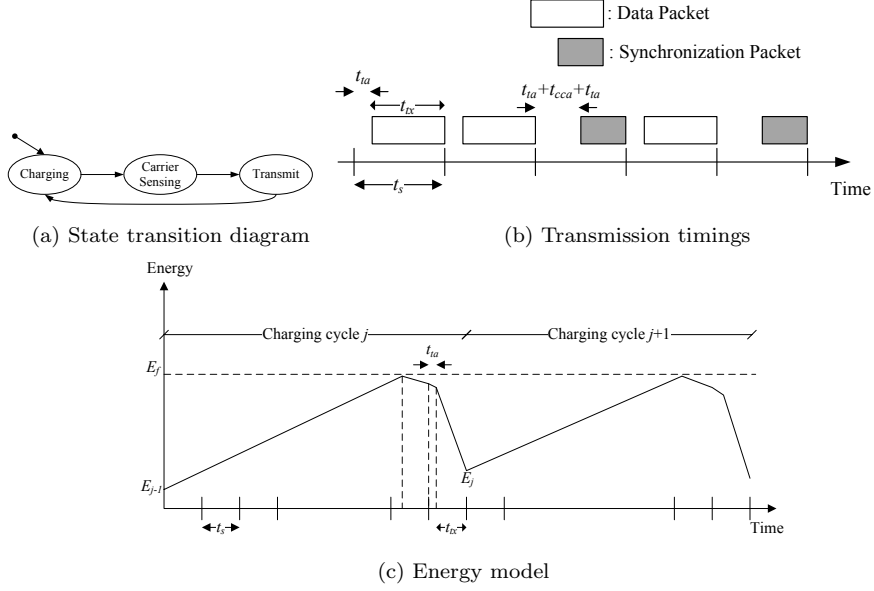 : Data Packet
: Synchronization Packet
t_ta
t_tx
t_ta+t_cca+t_ta
t_s
Time
Charging
Carrier
Sensing
Transmit
(a) State transition diagram
(b) Transmission timings
Energy
Charging cycle j
Charging cycle j+1
t_ta
E_f
E_j-1
E_j
t_s
t_tx
Time
(c) Energy model